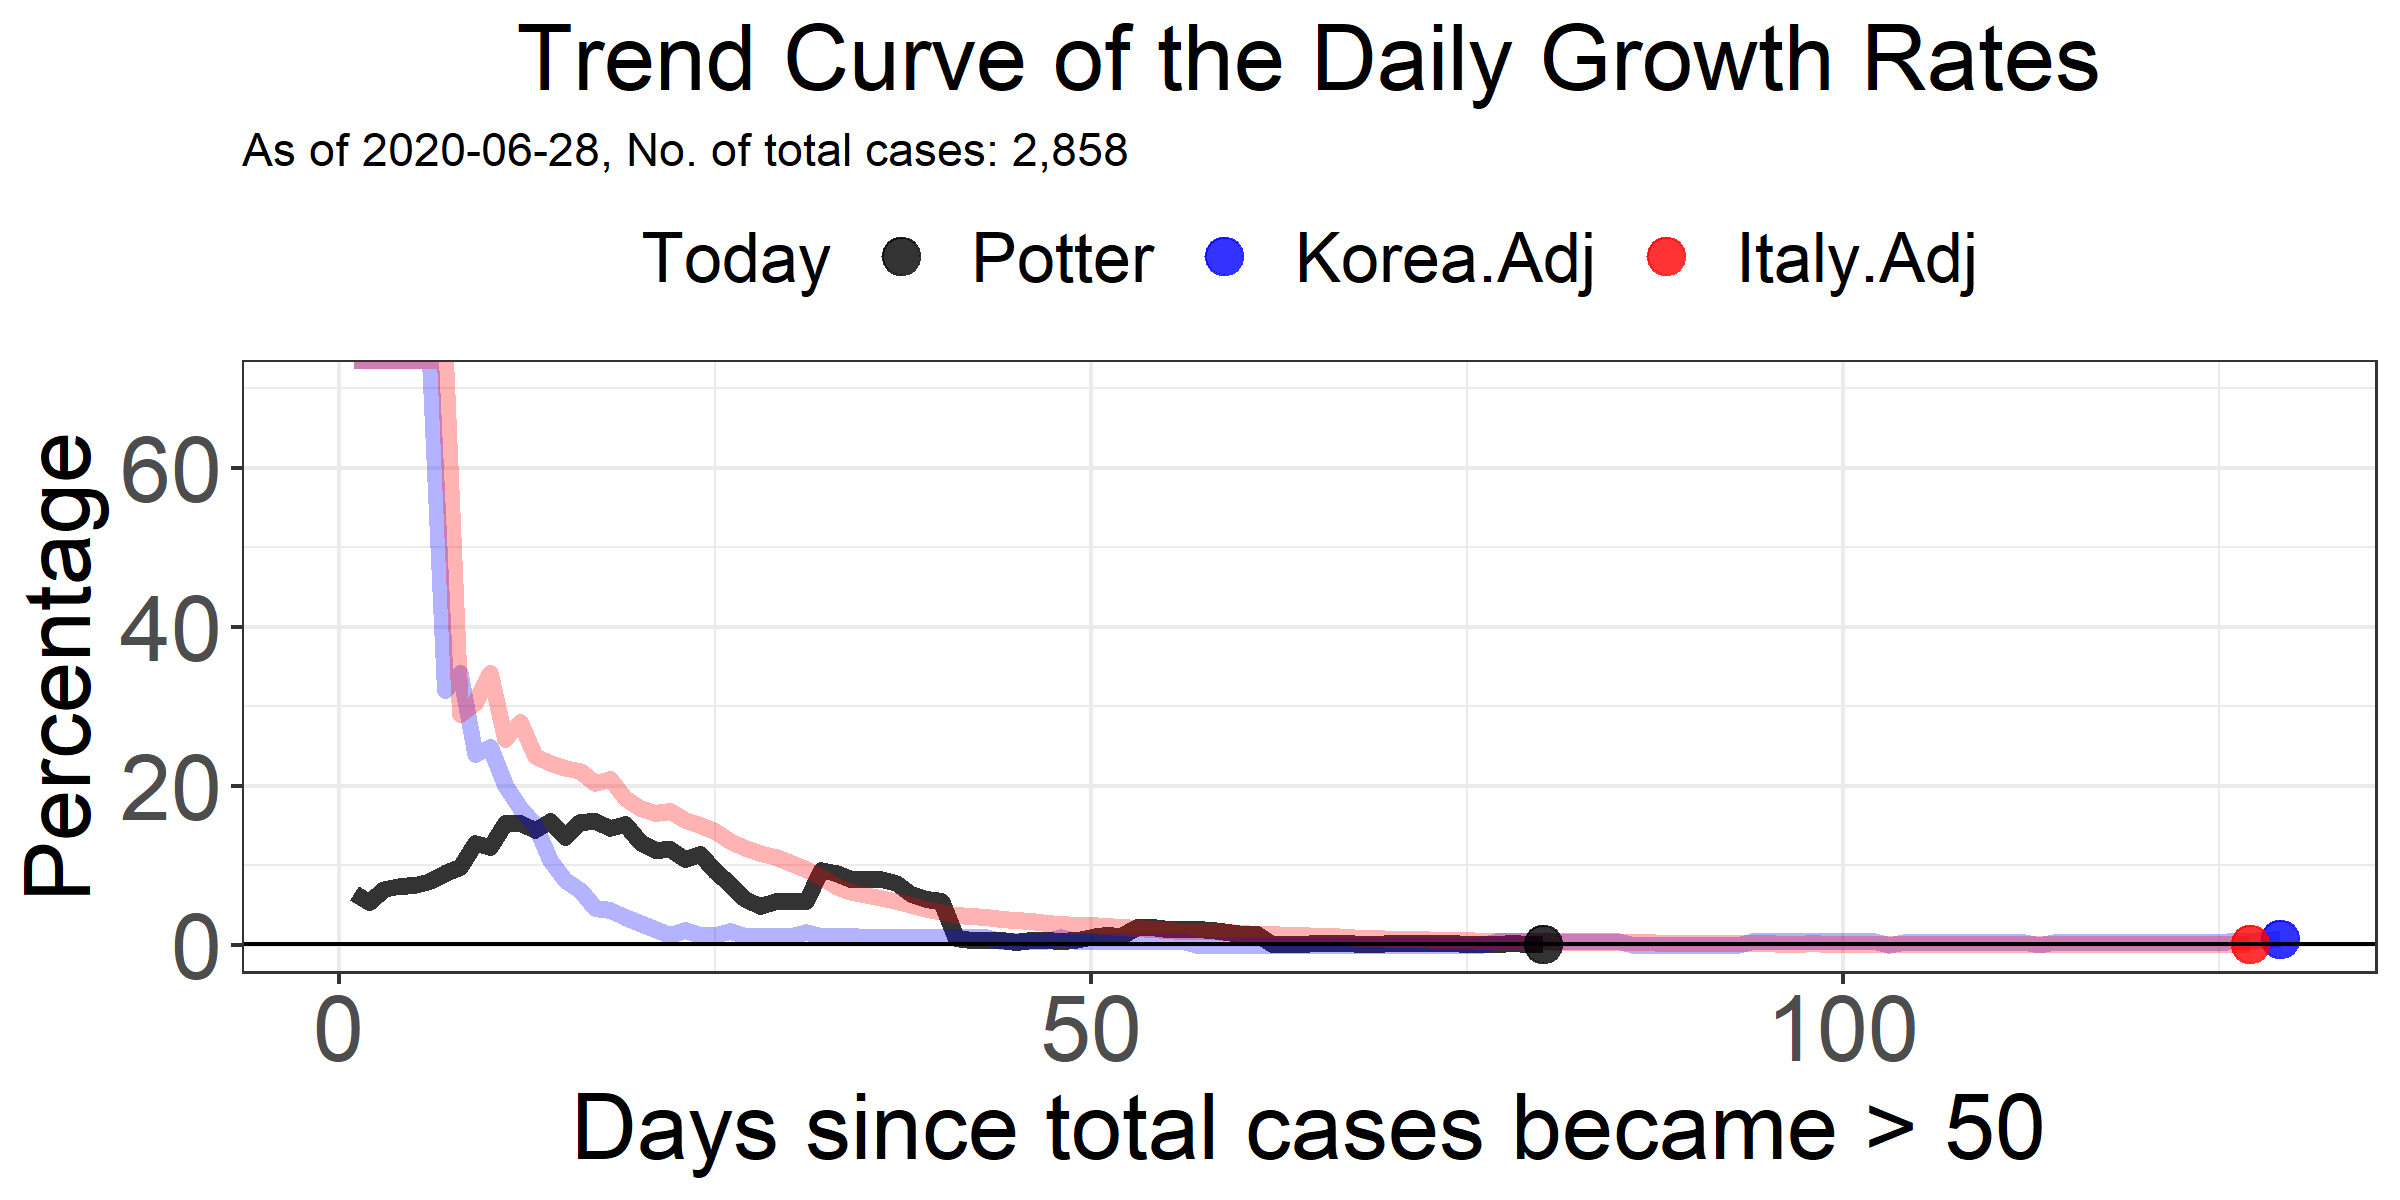 Trend Curve of the Daily Growth Rates
As of 2020-06-28, No. of total cases: 2,858
Today Potter Korea.Adj Italy.Adj
Percentage
60
40
20
0
0 50 100
Days since total cases became > 50